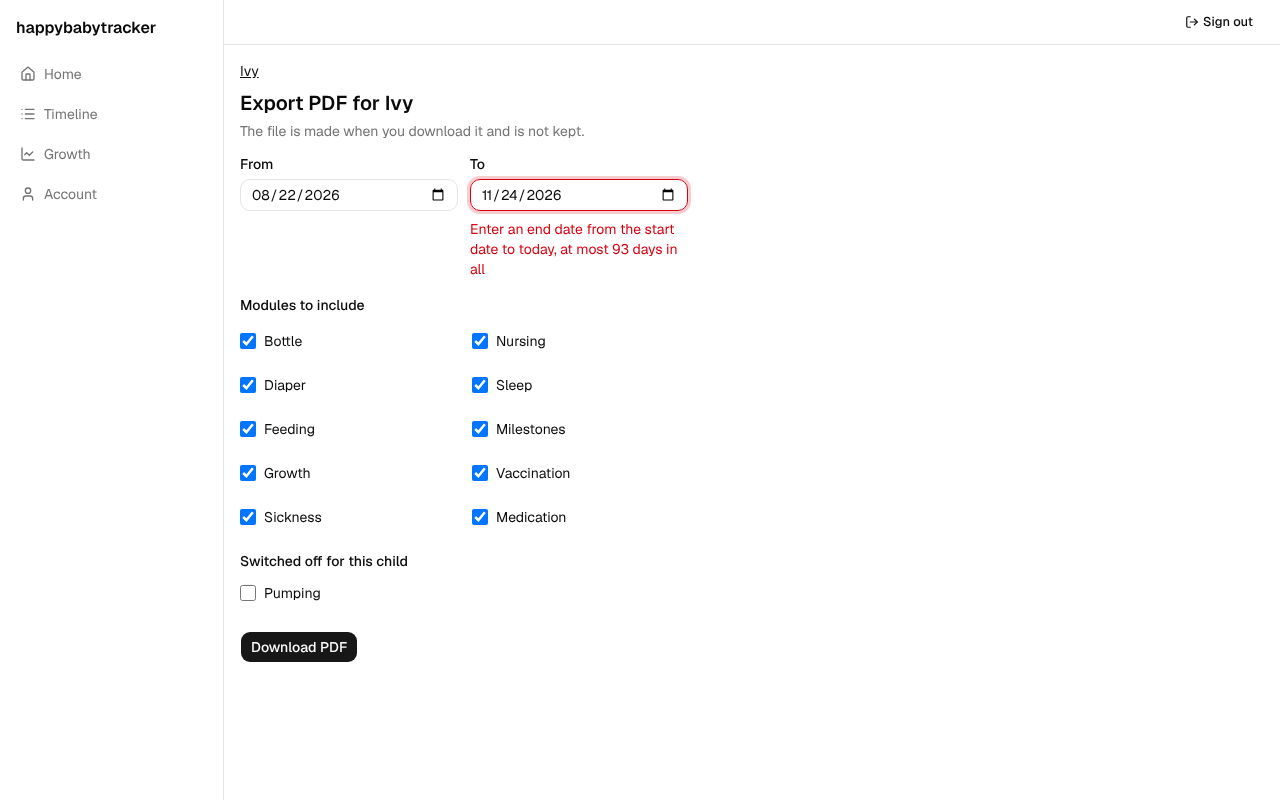 happybabytracker
Sign out
Home
Timeline
Growth
Account
Ivy
Export PDF for Ivy
The file is made when you download it and is not kept.
From
To
08/22/2026
11/24/2026
Enter an end date from the start
date to today, at most 93 days in
all
Modules to include
Bottle
Nursing
Diaper
Sleep
Feeding
Milestones
Growth
Vaccination
Sickness
Medication
Switched off for this child
Pumping
Download PDF